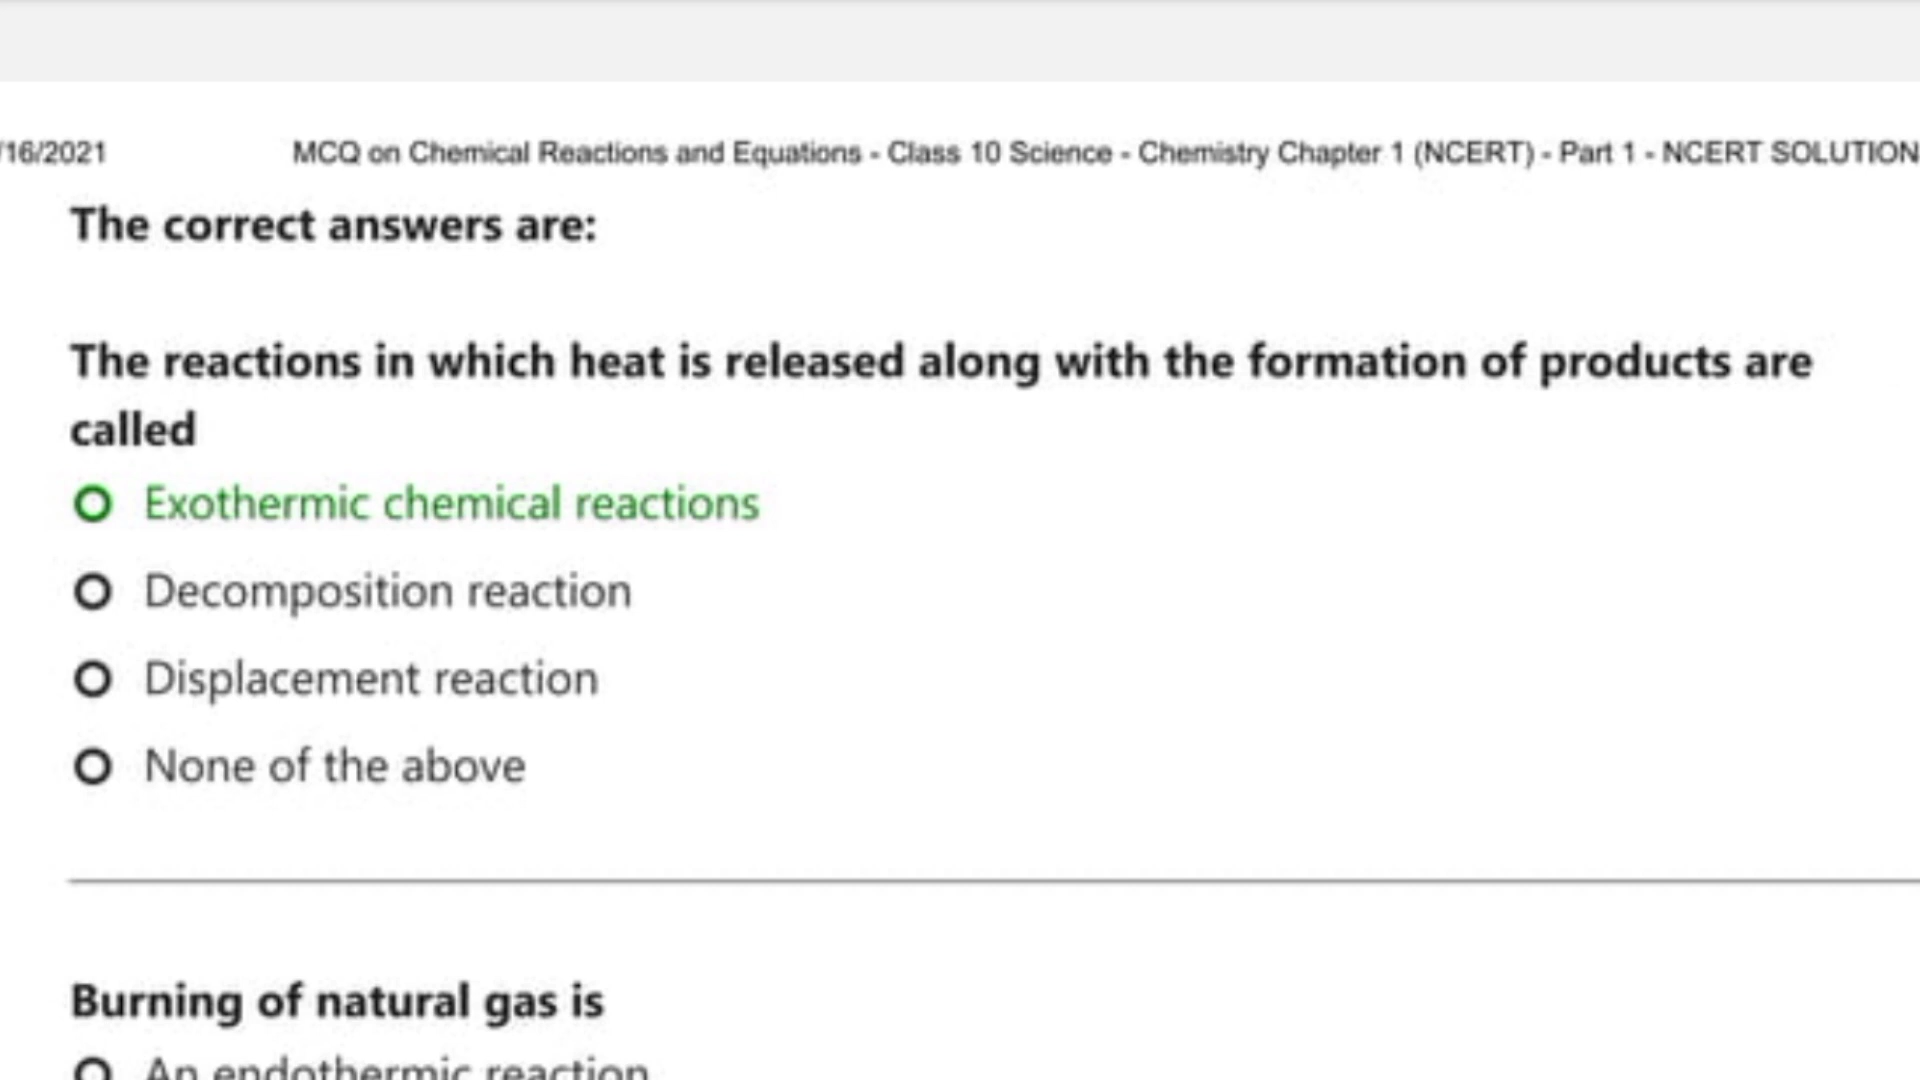 /16/2021 MCQ on Chemical Reactions and Equations - Class 10 Science - Chemistry Chapter 1 (NCERT) - Part 1 - NCERT SOLUTION
The correct answers are:
The reactions in which heat is released along with the formation of products are
called
Exothermic chemical reactions
Decomposition reaction
Displacement reaction
None of the above
Burning of natural gas is
An endothermic reaction